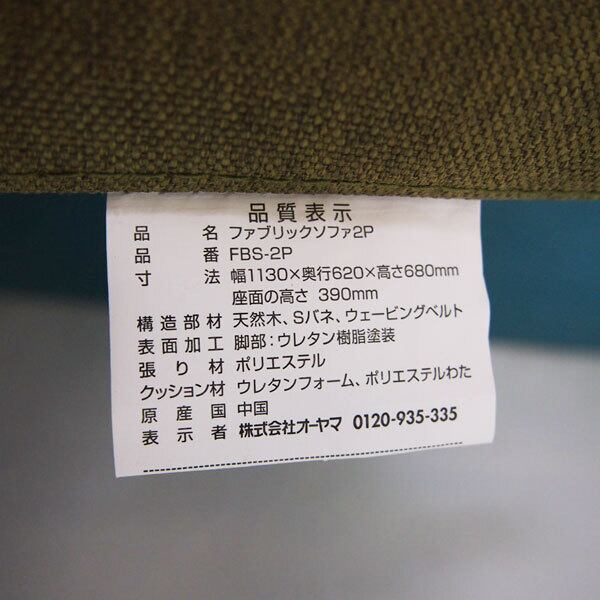 品質表示
品名 ファブリックソファ2P
品番 FBS-2P
寸法 幅1130×奥行620×高さ680mm
座面の高さ 390mm
構造部材 天然木、Sバネ、ウェービングベルト
表面加工 脚部：ウレタン樹脂塗装
張り材 ポリエステル
クッション材 ウレタンフォーム、ポリエステルわた
原産国 中国
表示者 株式会社オーヤマ 0120-935-335